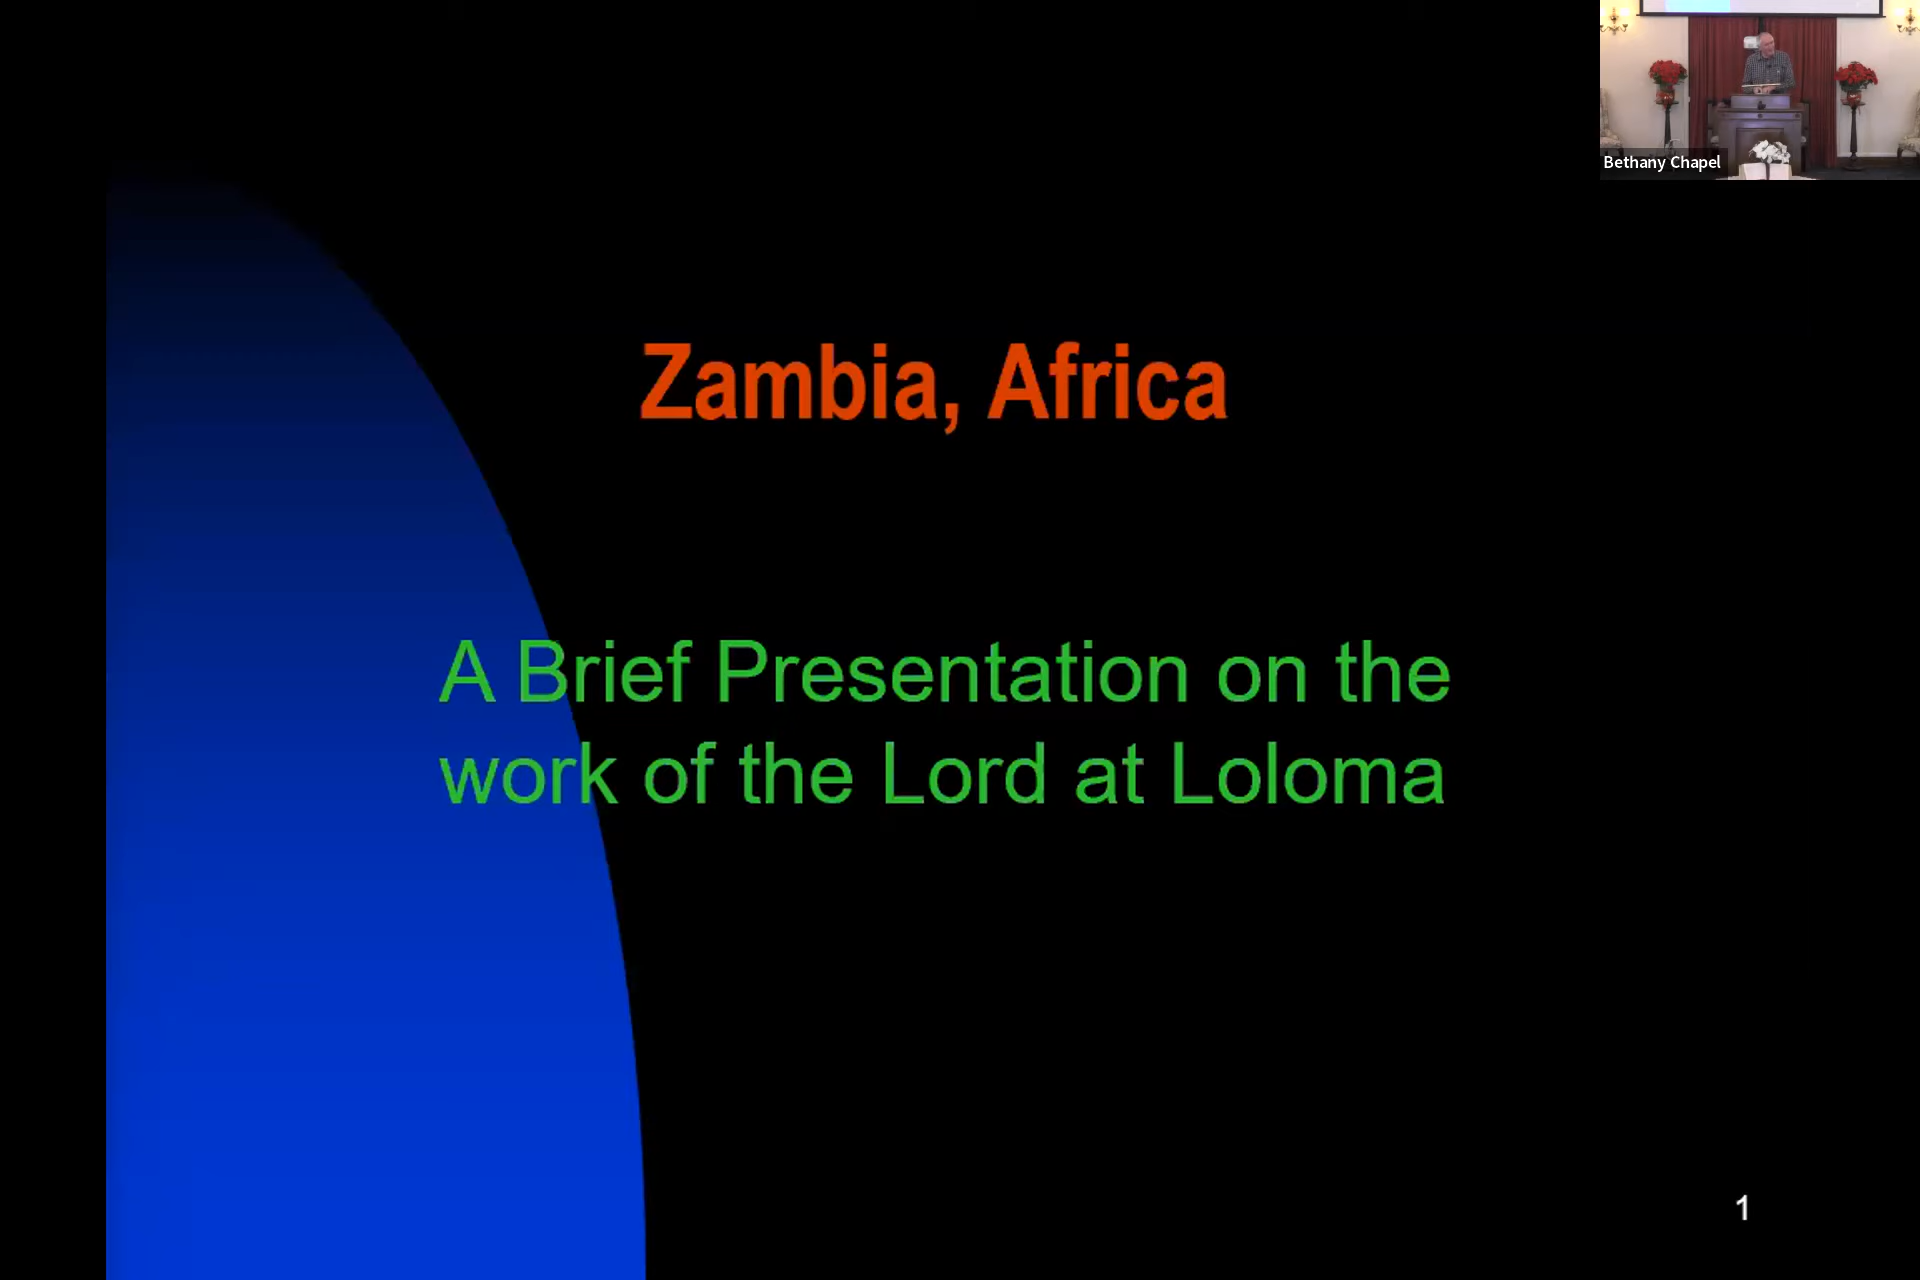 Bethany Chapel
Zambia, Africa
A Brief Presentation on the
work of the Lord at Loloma
1